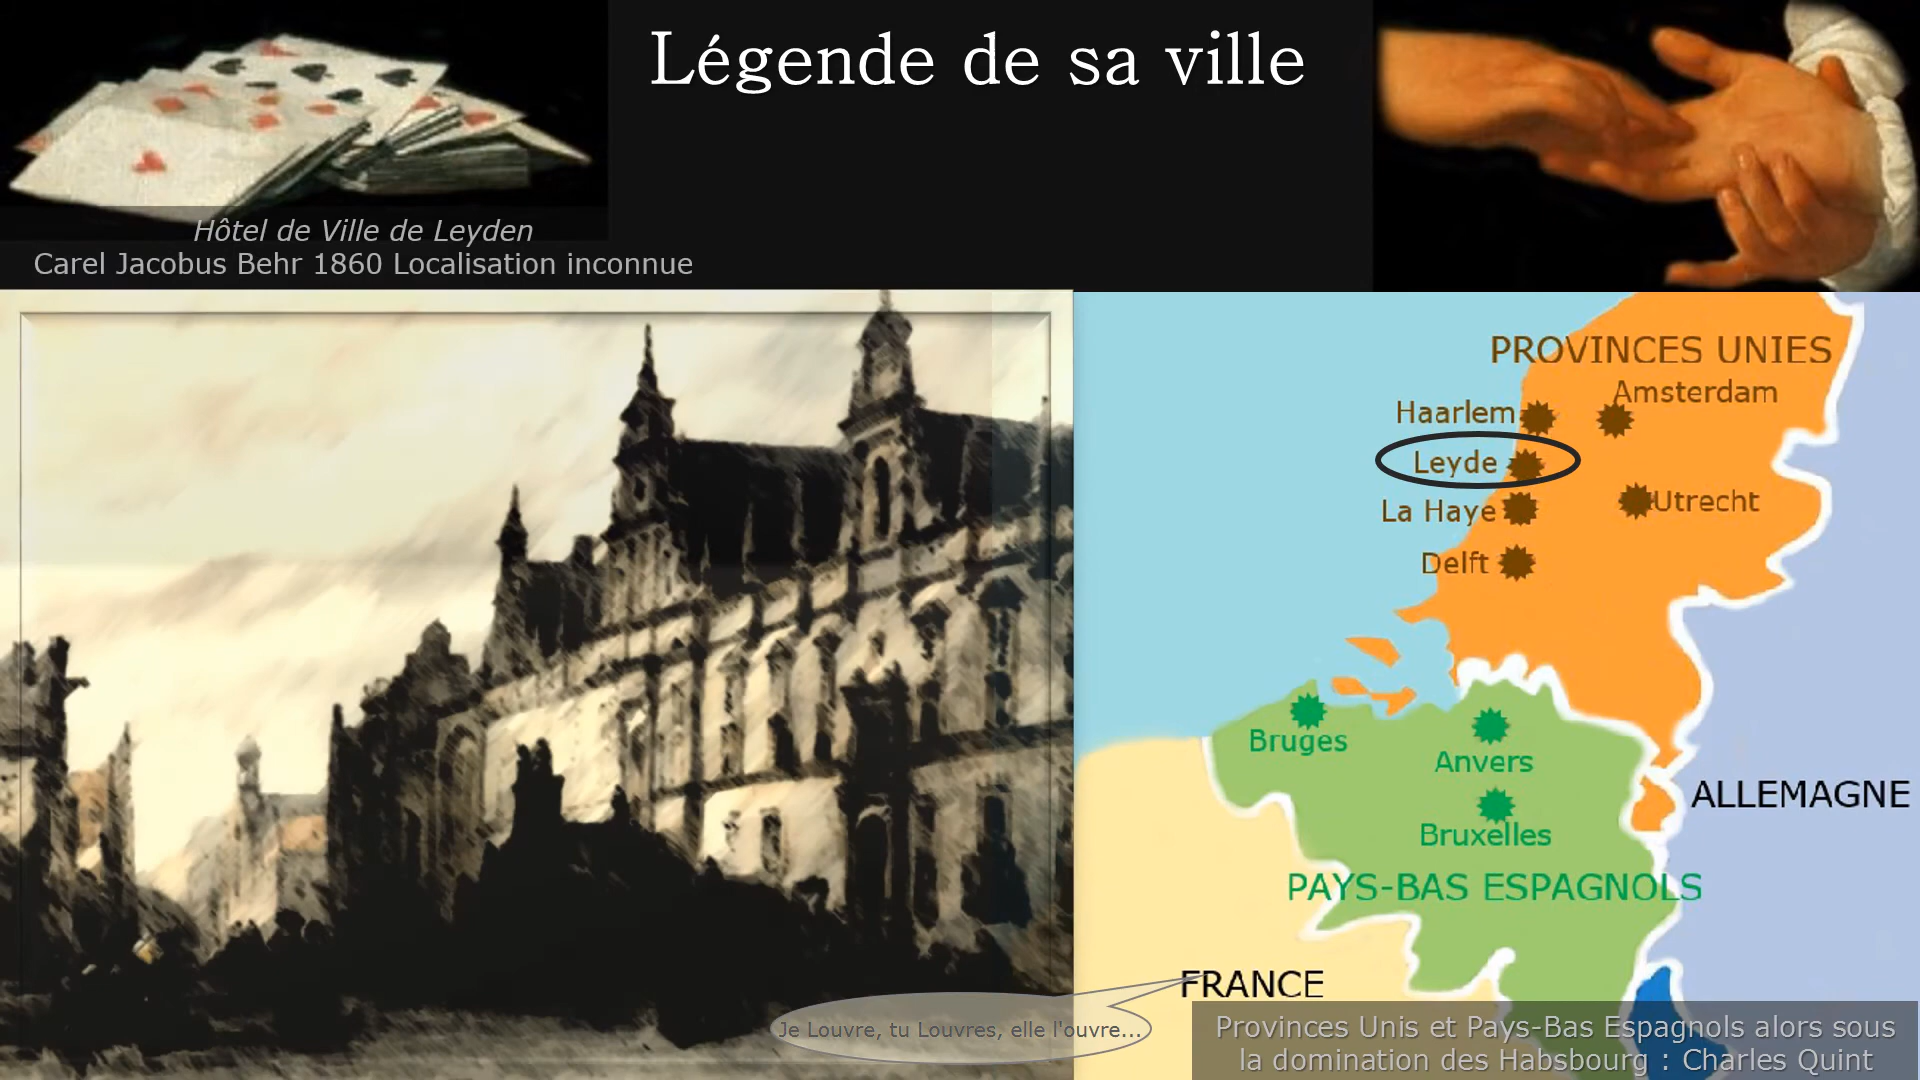 Légende de sa ville
Hôtel de Ville de Leyden
Carel Jacobus Behr 1860 Localisation inconnue
PROVINCES UNIES
Amsterdam
Haarlem
Leyde
La Haye
Utrecht
Delft
Bruges
Anvers
ALLEMAGNE
Bruxelles
PAYS-BAS ESPAGNOLS
FRANCE
Je Louvre, tu Louvres, elle l'ouvre...
Provinces Unis et Pays-Bas Espagnols alors sous
la domination des Habsbourg : Charles Quint